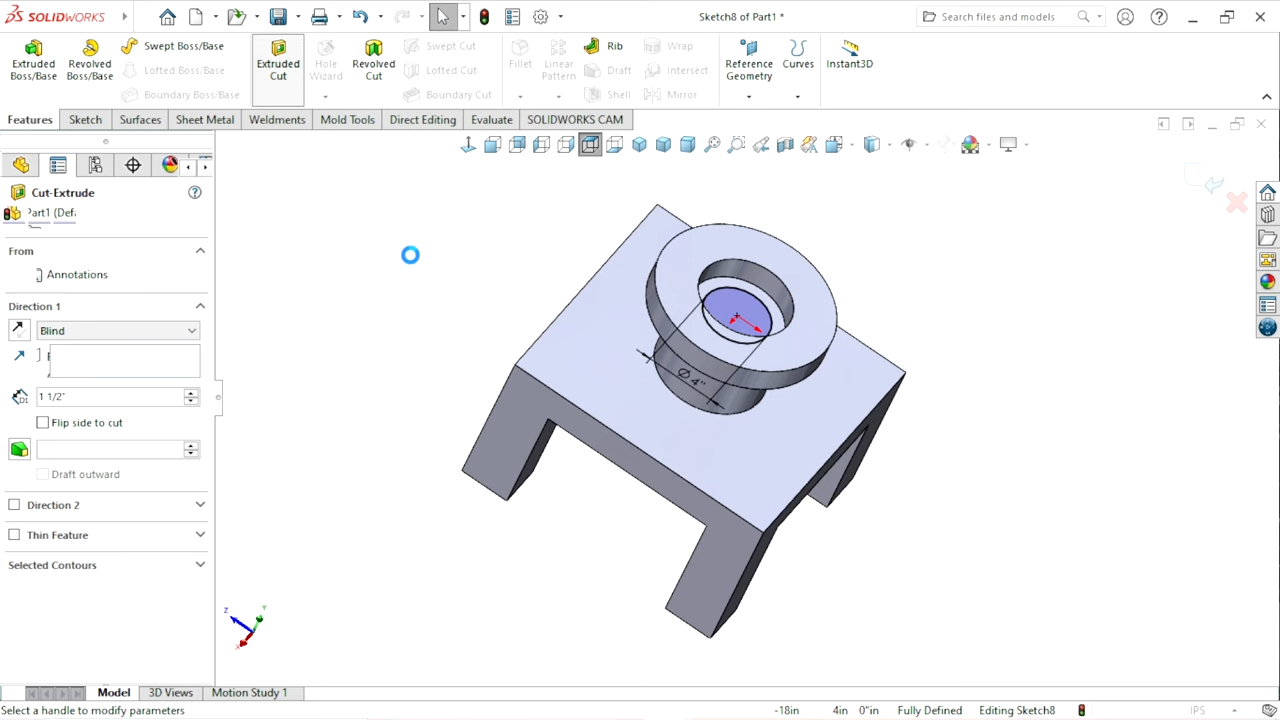 SOLIDWORKS
Sketch8 of Part1 *
Search files and models
Extruded Boss/Base
Revolved Boss/Base
Swept Boss/Base
Lofted Boss/Base
Boundary Boss/Base
Extruded Cut
Hole Wizard
Revolved Cut
Swept Cut
Lofted Cut
Boundary Cut
Fillet
Linear Pattern
Rib
Draft
Shell
Wrap
Intersect
Mirror
Reference Geometry
Curves
Instant3D
Features
Sketch
Surfaces
Sheet Metal
Weldments
Mold Tools
Direct Editing
Evaluate
SOLIDWORKS CAM
Cut-Extrude
From
Annotations
Direction 1
Blind
D1
1 1/2"
Flip side to cut
Draft outward
Direction 2
Thin Feature
Selected Contours
Ø 4"
Z
Y
X
Model
3D Views
Motion Study 1
Select a handle to modify parameters
-18in
4in
0"in
Fully Defined
Editing Sketch8
IPS